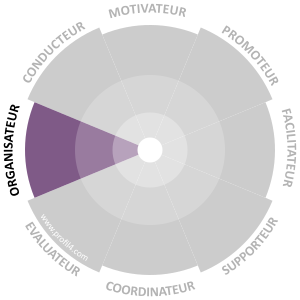 MOTIVATEUR
PROMOTEUR
FACILITATEUR
SUPPORTEUR
COORDINATEUR
EVALUATEUR
ORGANISATEUR
CONDUCTEUR
www.profil4.com